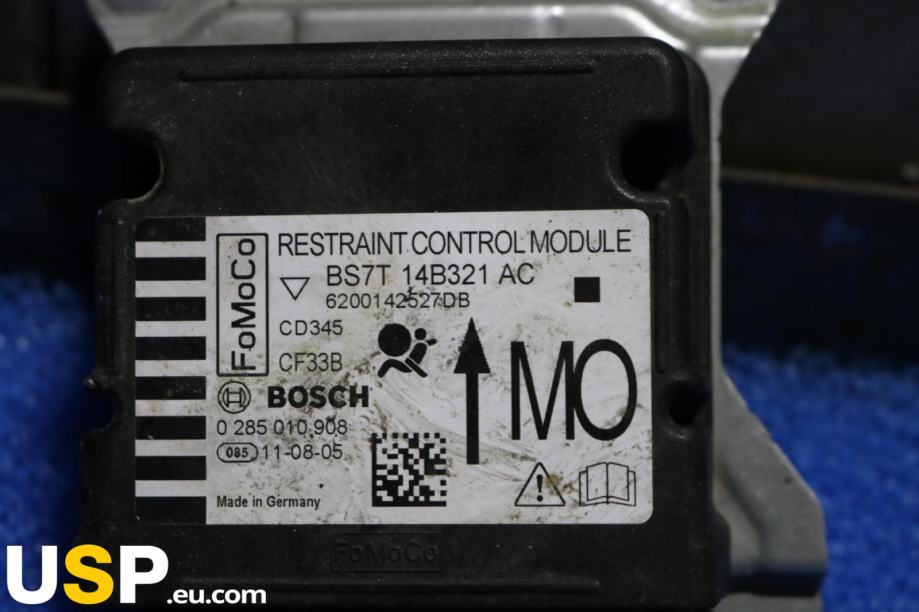 RESTRAINT CONTROL MODULE
FoMoCo
BS7T 14B321 AC
6200142527DB
CD345
CF33B
MO
BOSCH
0 285 010 908
085 11-08-05
Made in Germany
FoMoCo
USP.eu.com